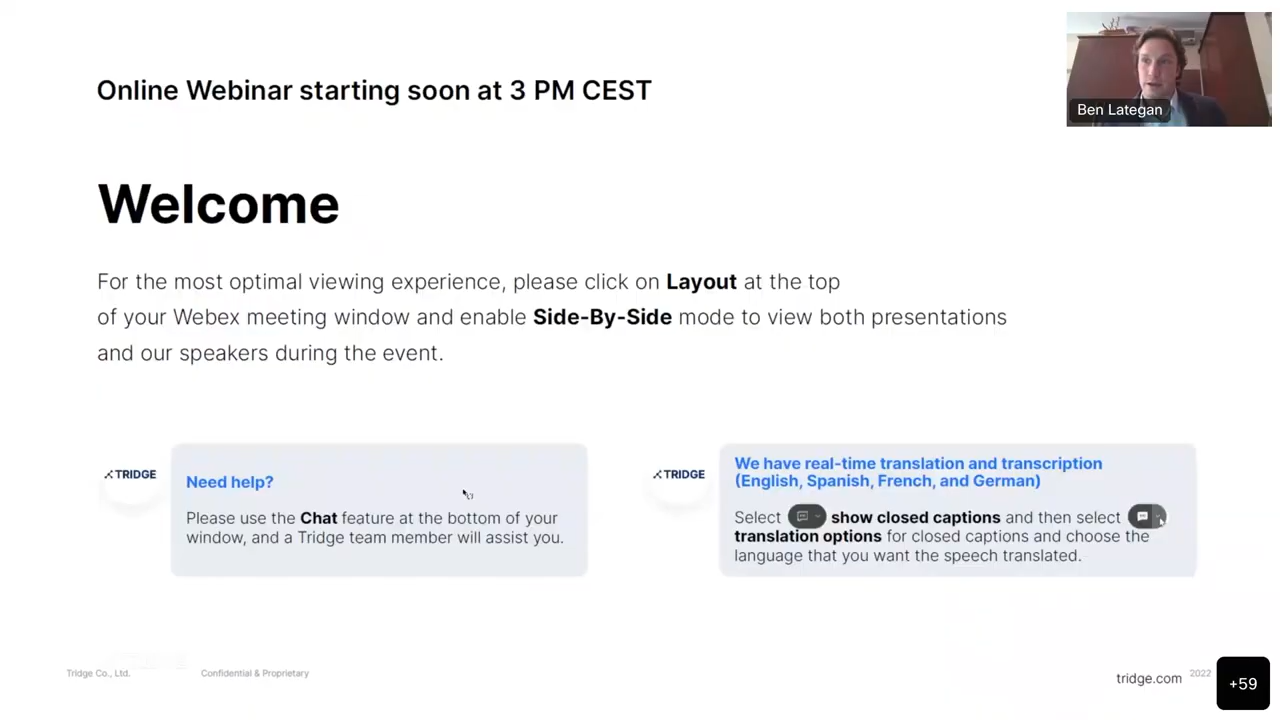 Online Webinar starting soon at 3 PM CEST
Ben Lategan
Welcome
For the most optimal viewing experience, please click on Layout at the top
of your Webex meeting window and enable Side-By-Side mode to view both presentations
and our speakers during the event.
TRIDGE
Need help?
Please use the Chat feature at the bottom of your
window, and a Tridge team member will assist you.
TRIDGE
We have real-time translation and transcription
(English, Spanish, French, and German)
Select show closed captions and then select
translation options for closed captions and choose the
language that you want the speech translated.
Tridge Co., Ltd.
Confidential & Proprietary
tridge.com
2022
+59